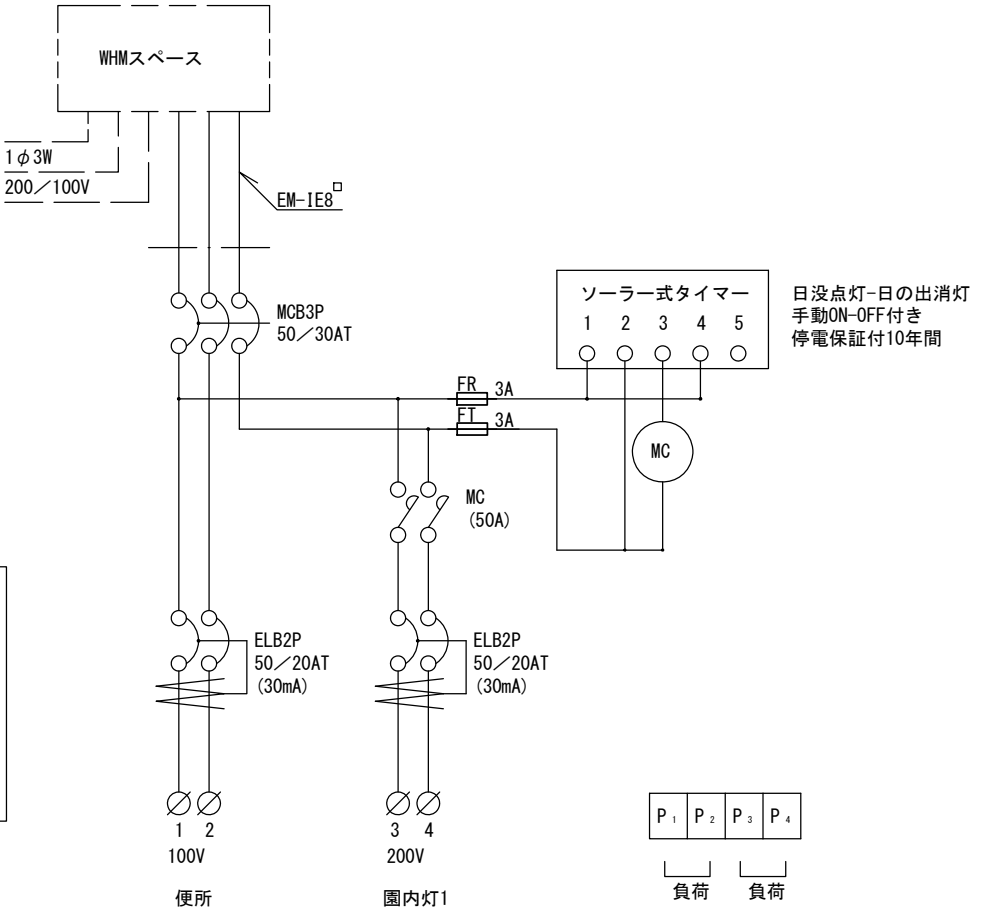 WHMスペース
1φ3W
200／100V
EM-IE8□
MCB3P
50／30AT
ソーラー式タイマー
1 2 3 4 5
日没点灯-日の出消灯
手動ON-OFF付き
停電保証付10年間
FR 3A
FT 3A
MC
MC
(50A)
ELB2P
50／20AT
(30mA)
ELB2P
50／20AT
(30mA)
1 2
100V
便所
3 4
200V
園内灯1
P1 P2 P3 P4
負荷 負荷